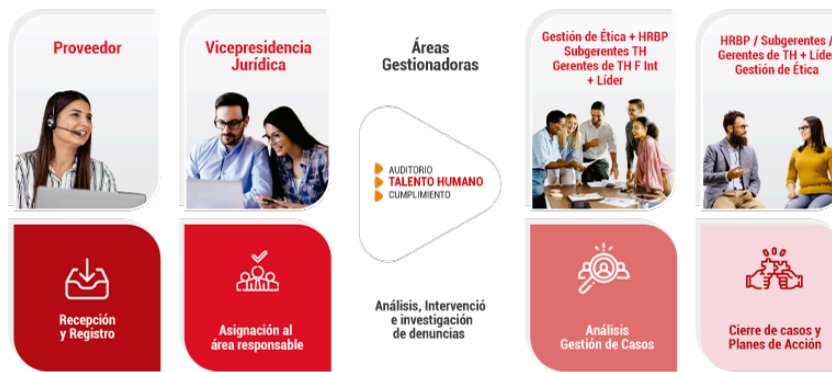 Proveedor
Recepción
y Registro
Vicepresidencia
Jurídica
Asignación al
área responsable
Áreas
Gestionadoras
AUDITORIO
TALENTO HUMANO
CUMPLIMIENTO
Análisis, Intervenció
e investigación
de denuncias
Gestión de Ética + HRBP
Subgerentes TH
Gerentes de TH F Int
+ Líder
Análisis
Gestión de Casos
HRBP / Subgerentes /
Gerentes de TH + Líder
Gestión de Ética
Cierre de casos y
Planes de Acción